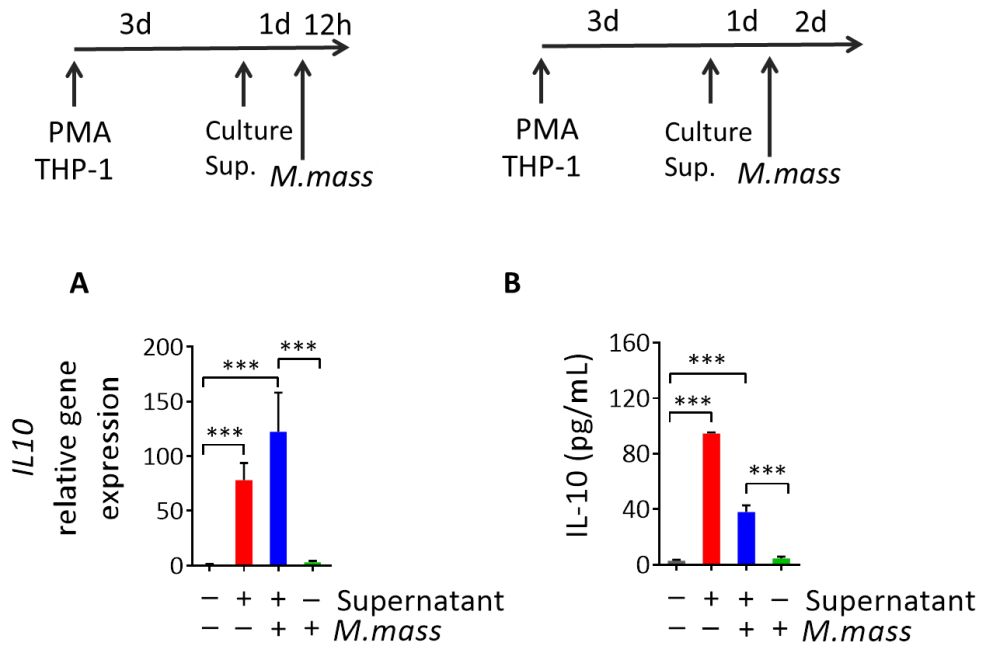 3d 1d 12h
PMA
THP-1
Culture
Sup.
M.mass
3d 1d 2d
PMA
THP-1
Culture
Sup.
M.mass
A
IL10
relative gene
expression
200
150
100
50
0
***
***
***
− + + − Supernatant
− − + + M.mass
B
IL-10 (pg/mL)
160
120
80
40
0
***
***
***
− + + − Supernatant
− − + + M.mass